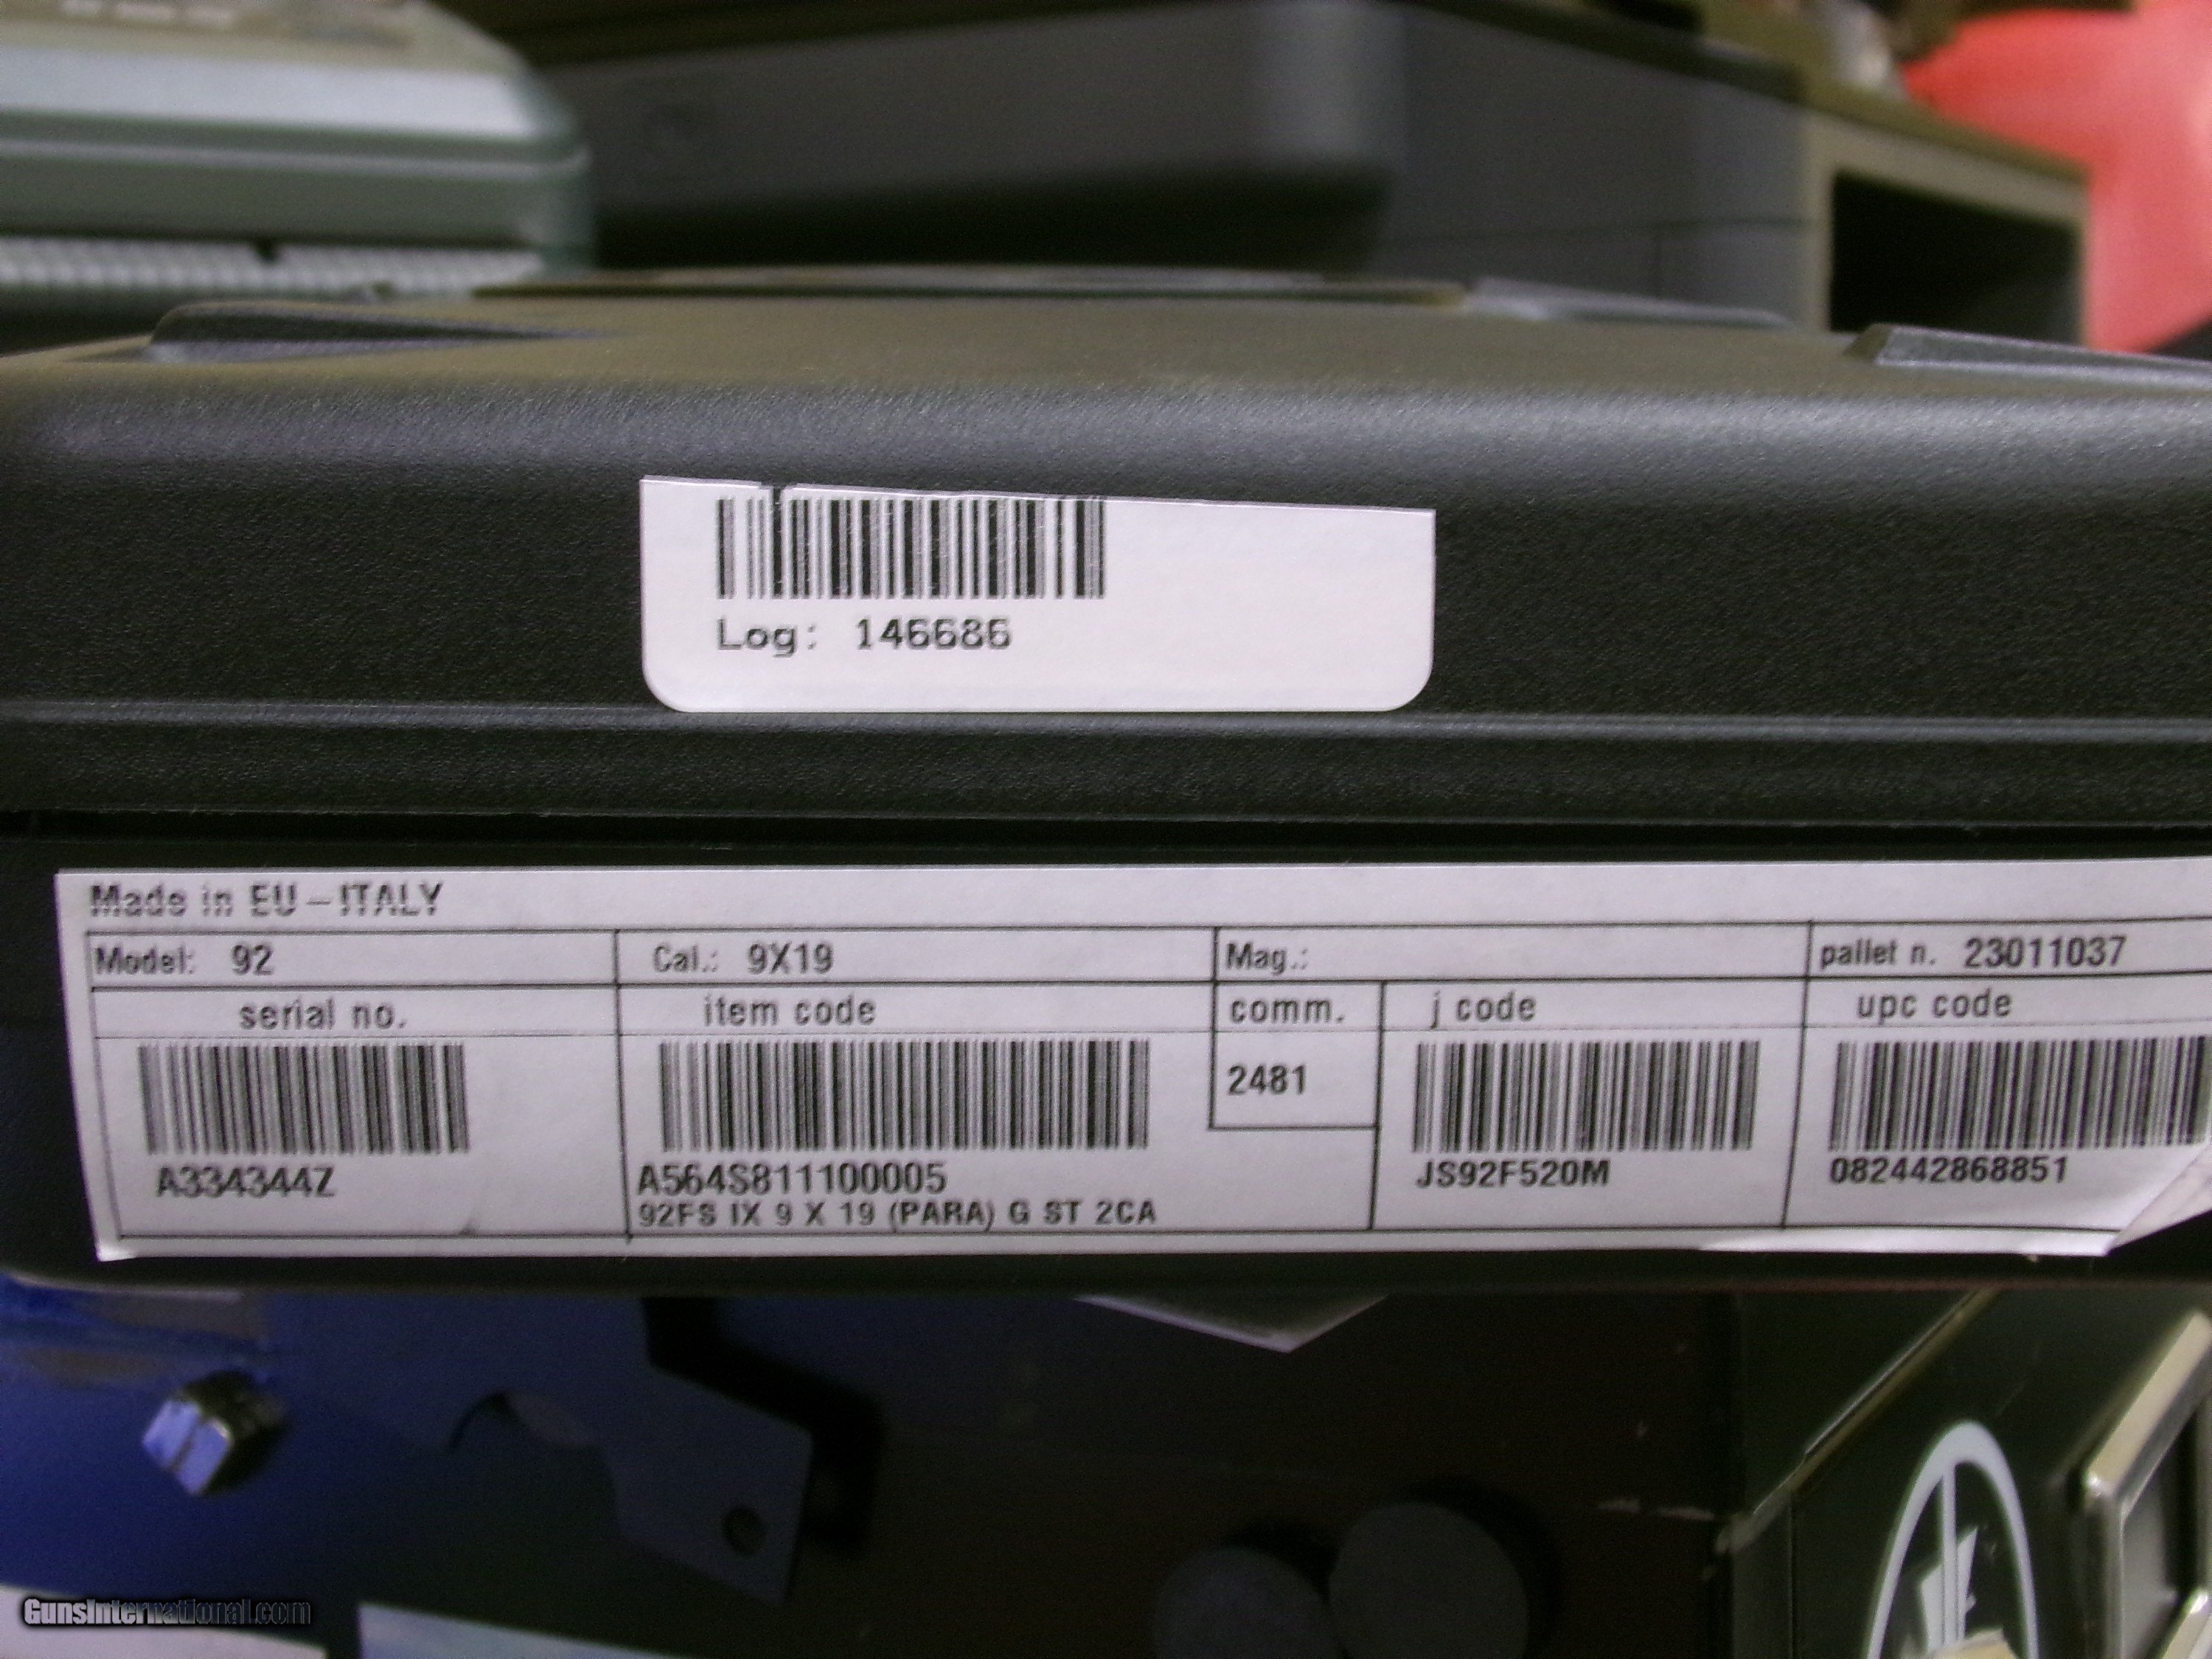 Log: 146686
Made in EU-ITALY
Model: 92 Cal.: 9X19 Mag.: pallet n. 23011037
serial no. item code comm. j code upc code
2481
A334344Z A564S811100005 JS92F520M 082442868851
92FS IX 9 X 19 (PARA) G ST 2CA
GunsInternational.com